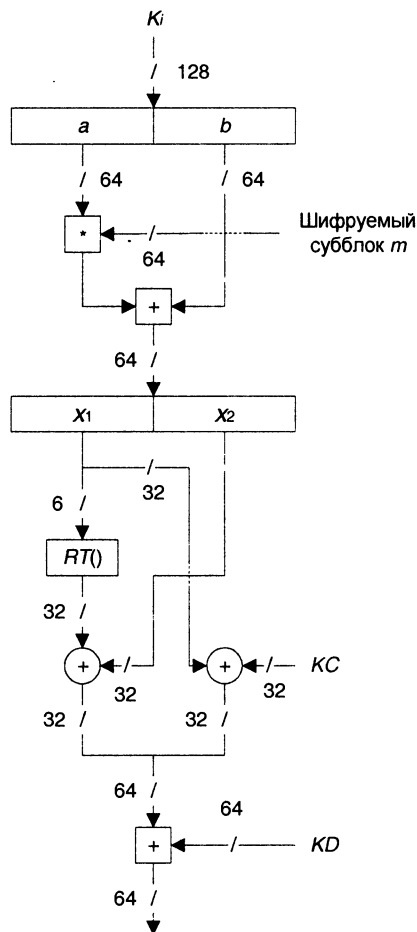 Ki
/ 128
a b
/ 64 / 64
*
/ 64
Шифруемый
субблок m
+
64 /
x1 x2
/ 32
6 /
RT()
32 /
+ / 32
+ / 32 KC
32 / 32 /
64 / 64
+ / KD
64 /